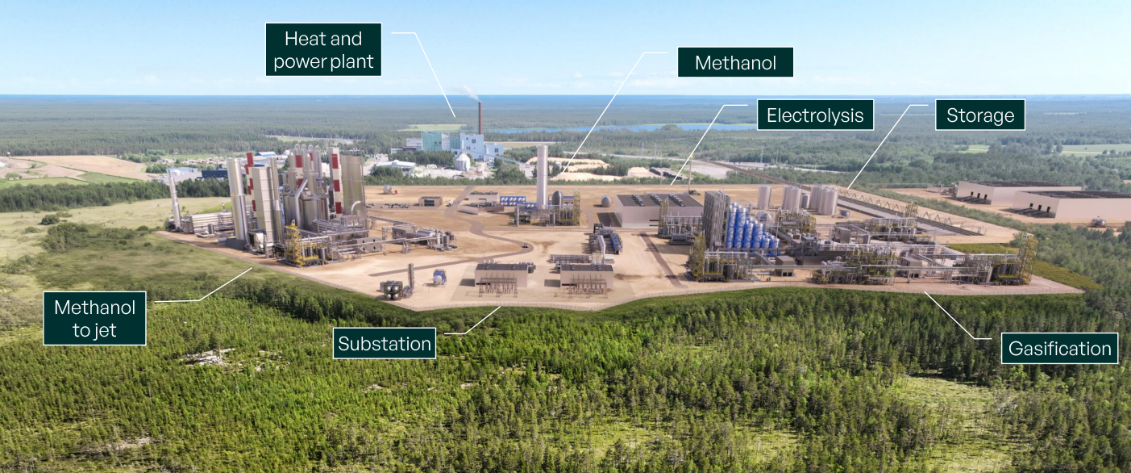 Heat and
power plant
Methanol
Electrolysis
Storage
Methanol
to jet
Substation
Gasification